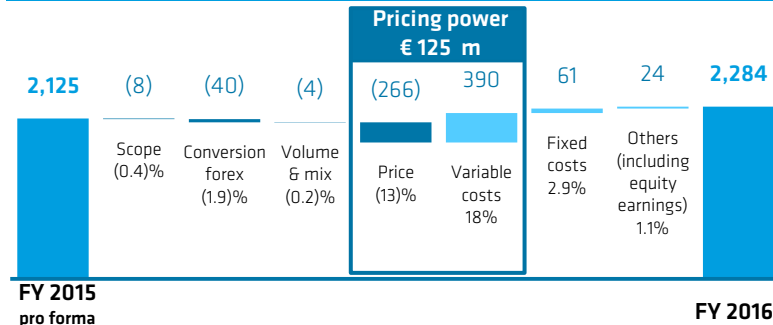 Pricing power
€ 125 m
2,125
(8)
(40)
(4)
(266)
390
61
24
2,284
Scope
(0.4)%
Conversion
forex
(1.9)%
Volume
& mix
(0.2)%
Price
(13)%
Variable
costs
18%
Fixed
costs
2.9%
Others
(including
equity
earnings)
1.1%
FY 2015
pro forma
FY 2016